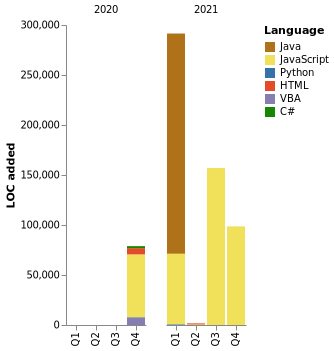 2020 2021
300,000
250,000
200,000
150,000
100,000
50,000
0
LOC added
Q1 Q2 Q3 Q4 Q1 Q2 Q3 Q4
Language
Java
JavaScript
Python
HTML
VBA
C#